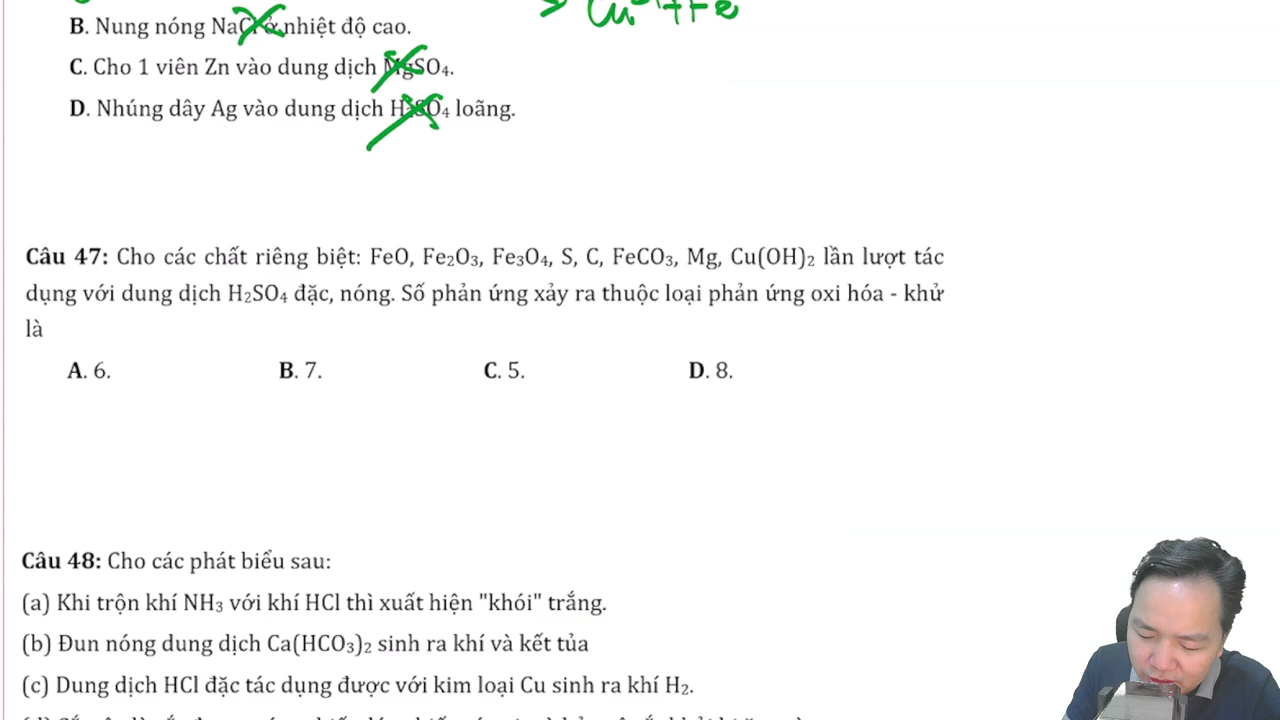 Cu²⁺ + Fe
B. Nung nóng NaCl ở nhiệt độ cao.
C. Cho 1 viên Zn vào dung dịch MgSO₄.
D. Nhúng dây Ag vào dung dịch H₂SO₄ loãng.
Câu 47: Cho các chất riêng biệt: FeO, Fe₂O₃, Fe₃O₄, S, C, FeCO₃, Mg, Cu(OH)₂ lần lượt tác
dụng với dung dịch H₂SO₄ đặc, nóng. Số phản ứng xảy ra thuộc loại phản ứng oxi hóa - khử
là
A. 6. B. 7. C. 5. D. 8.
Câu 48: Cho các phát biểu sau:
(a) Khi trộn khí NH₃ với khí HCl thì xuất hiện "khói" trắng.
(b) Đun nóng dung dịch Ca(HCO₃)₂ sinh ra khí và kết tủa
(c) Dung dịch HCl đặc tác dụng được với kim loại Cu sinh ra khí H₂.